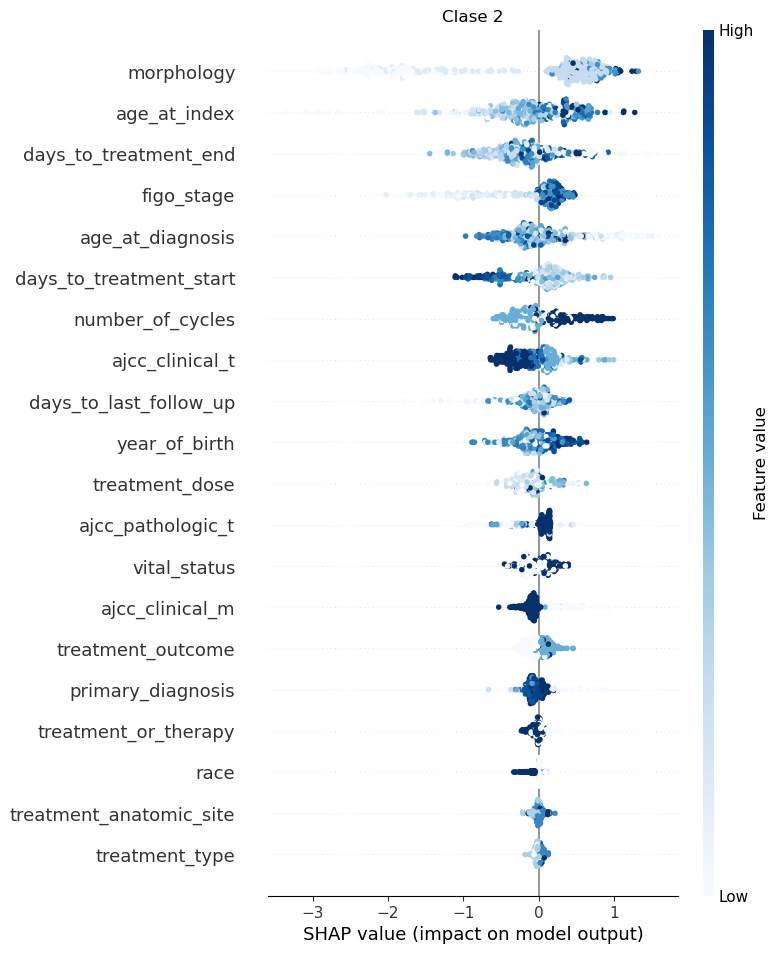 Clase 2
High
morphology
age_at_index
days_to_treatment_end
figo_stage
age_at_diagnosis
days_to_treatment_start
number_of_cycles
ajcc_clinical_t
days_to_last_follow_up
year_of_birth
treatment_dose
ajcc_pathologic_t
vital_status
ajcc_clinical_m
treatment_outcome
primary_diagnosis
treatment_or_therapy
race
treatment_anatomic_site
treatment_type
Feature value
Low
−3 −2 −1 0 1
SHAP value (impact on model output)